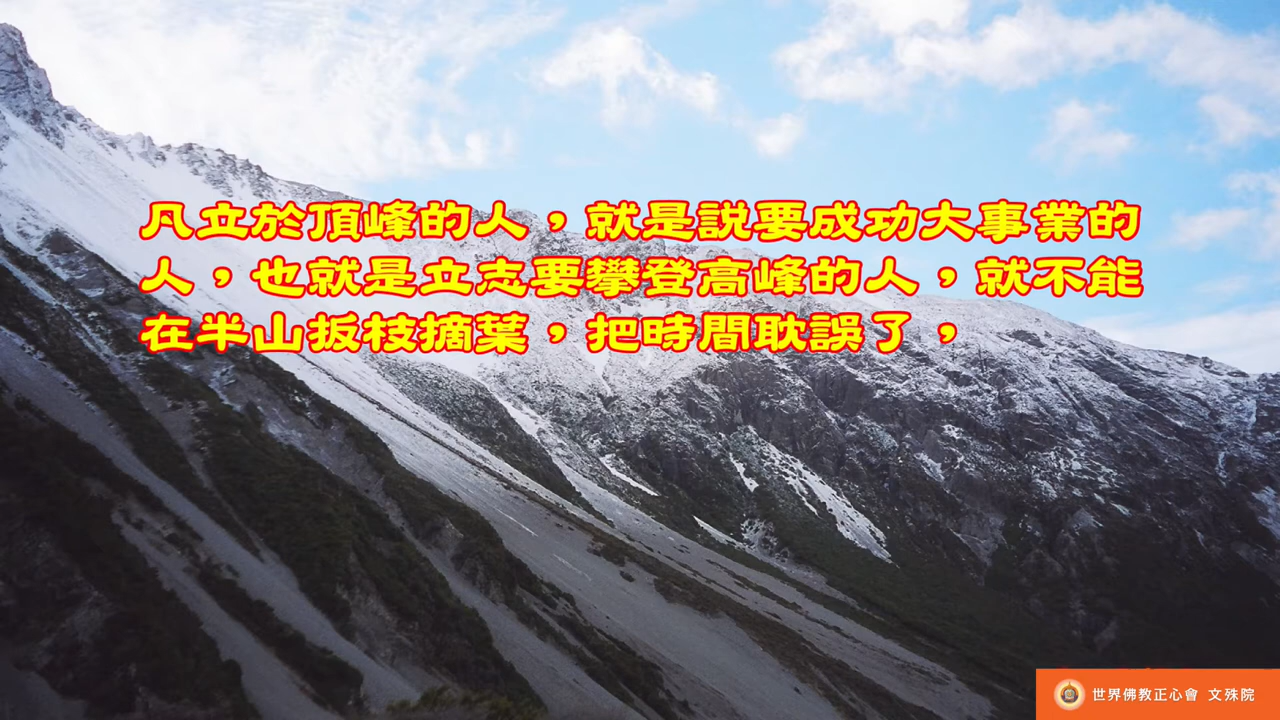 凡立於頂峰的人，就是說要成功大事業的
人，也就是立志要攀登高峰的人，就不能
在半山扳枝摘葉，把時間耽誤了，
世界佛教正心會 文殊院